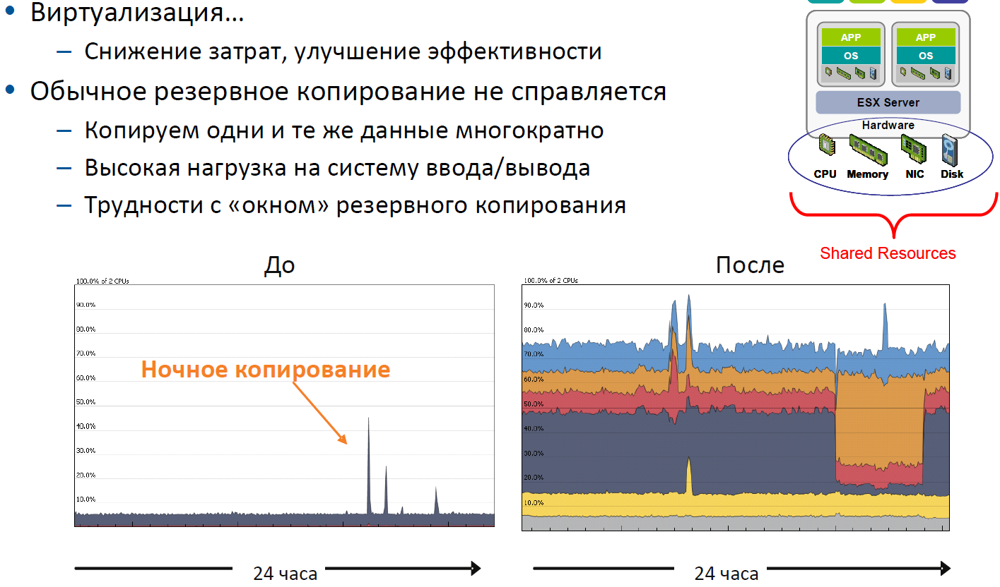 Виртуализация...
– Снижение затрат, улучшение эффективности
Обычное резервное копирование не справляется
– Копируем одни и те же данные многократно
– Высокая нагрузка на систему ввода/вывода
– Трудности с «окном» резервного копирования
APP
APP
OS
OS
ESX Server
Hardware
CPU
Memory
NIC
Disk
Shared Resources
До
100.0% of 2 CPUs
90.0%
80.0%
70.0%
Ночное копирование
60.0%
50.0%
40.0%
30.0%
20.0%
10.0%
24 часа
После
100.0% of 2 CPUs
90.0%
80.0%
70.0%
60.0%
50.0%
40.0%
30.0%
20.0%
10.0%
24 часа